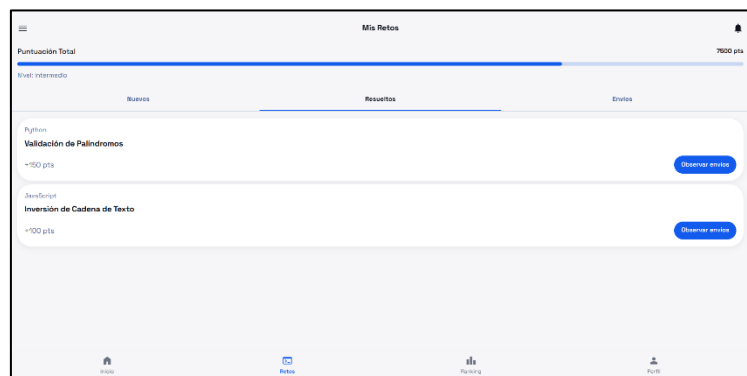 Mis Retos
Puntuación Total 7500 pts
Nivel: Intermedio
Nuevos Resueltos Envíos
Python
Validación de Palíndromos
+150 pts Observar envíos
JavaScript
Inversión de Cadena de Texto
+100 pts Observar envíos
Inicio Retos Ranking Perfil